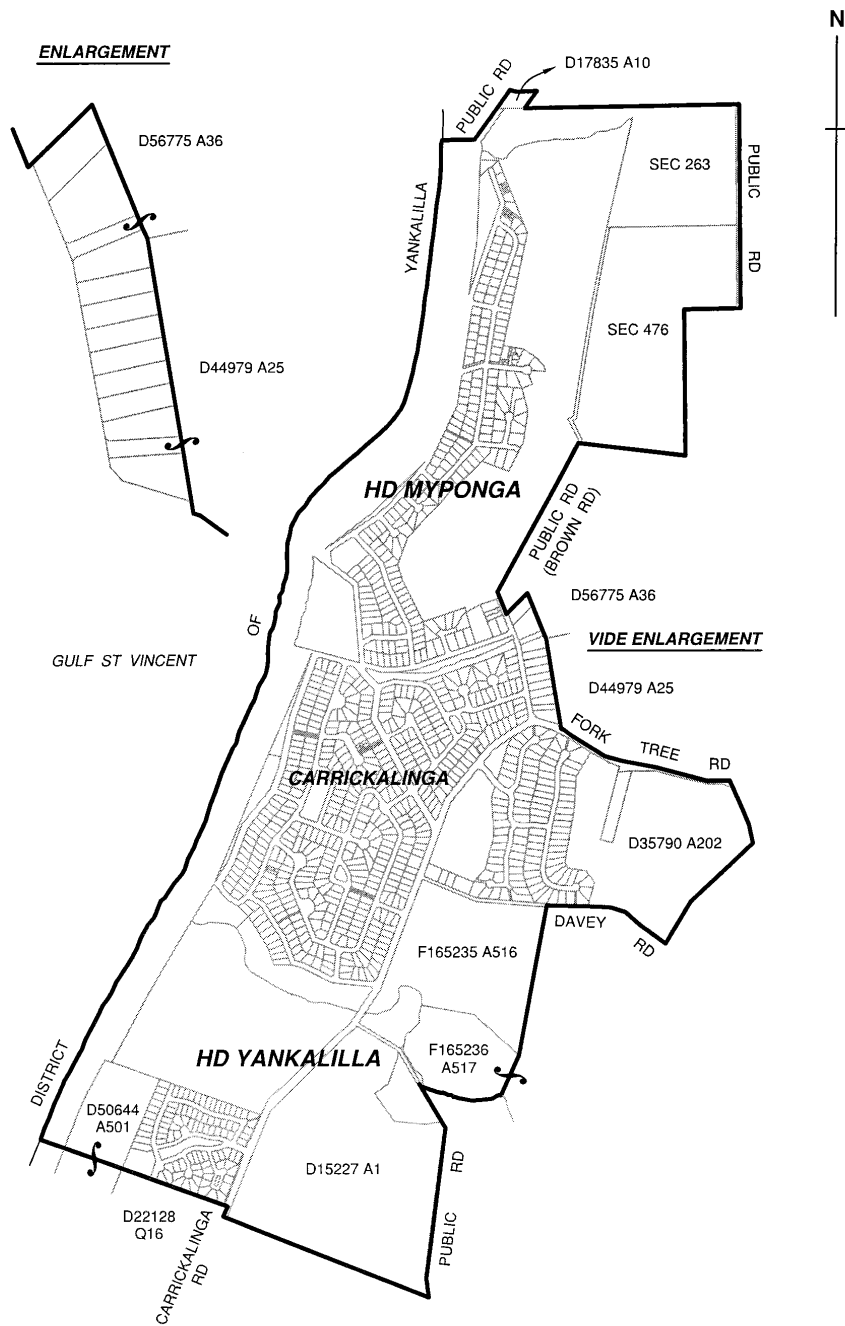 N
ENLARGEMENT
D17835 A10
PUBLIC RD
D56775 A36
SEC 263
PUBLIC RD
YANKALILLA
SEC 476
D44979 A25
HD MYPONGA
PUBLIC RD
(BROWN RD)
D56775 A36
OF
VIDE ENLARGEMENT
GULF ST VINCENT
D44979 A25
FORK TREE RD
CARRICKALINGA
D35790 A202
DAVEY RD
F165235 A516
HD YANKALILLA
F165236
A517
DISTRICT
D50644
A501
D15227 A1
PUBLIC RD
D22128
Q16
CARRICKALINGA
RD